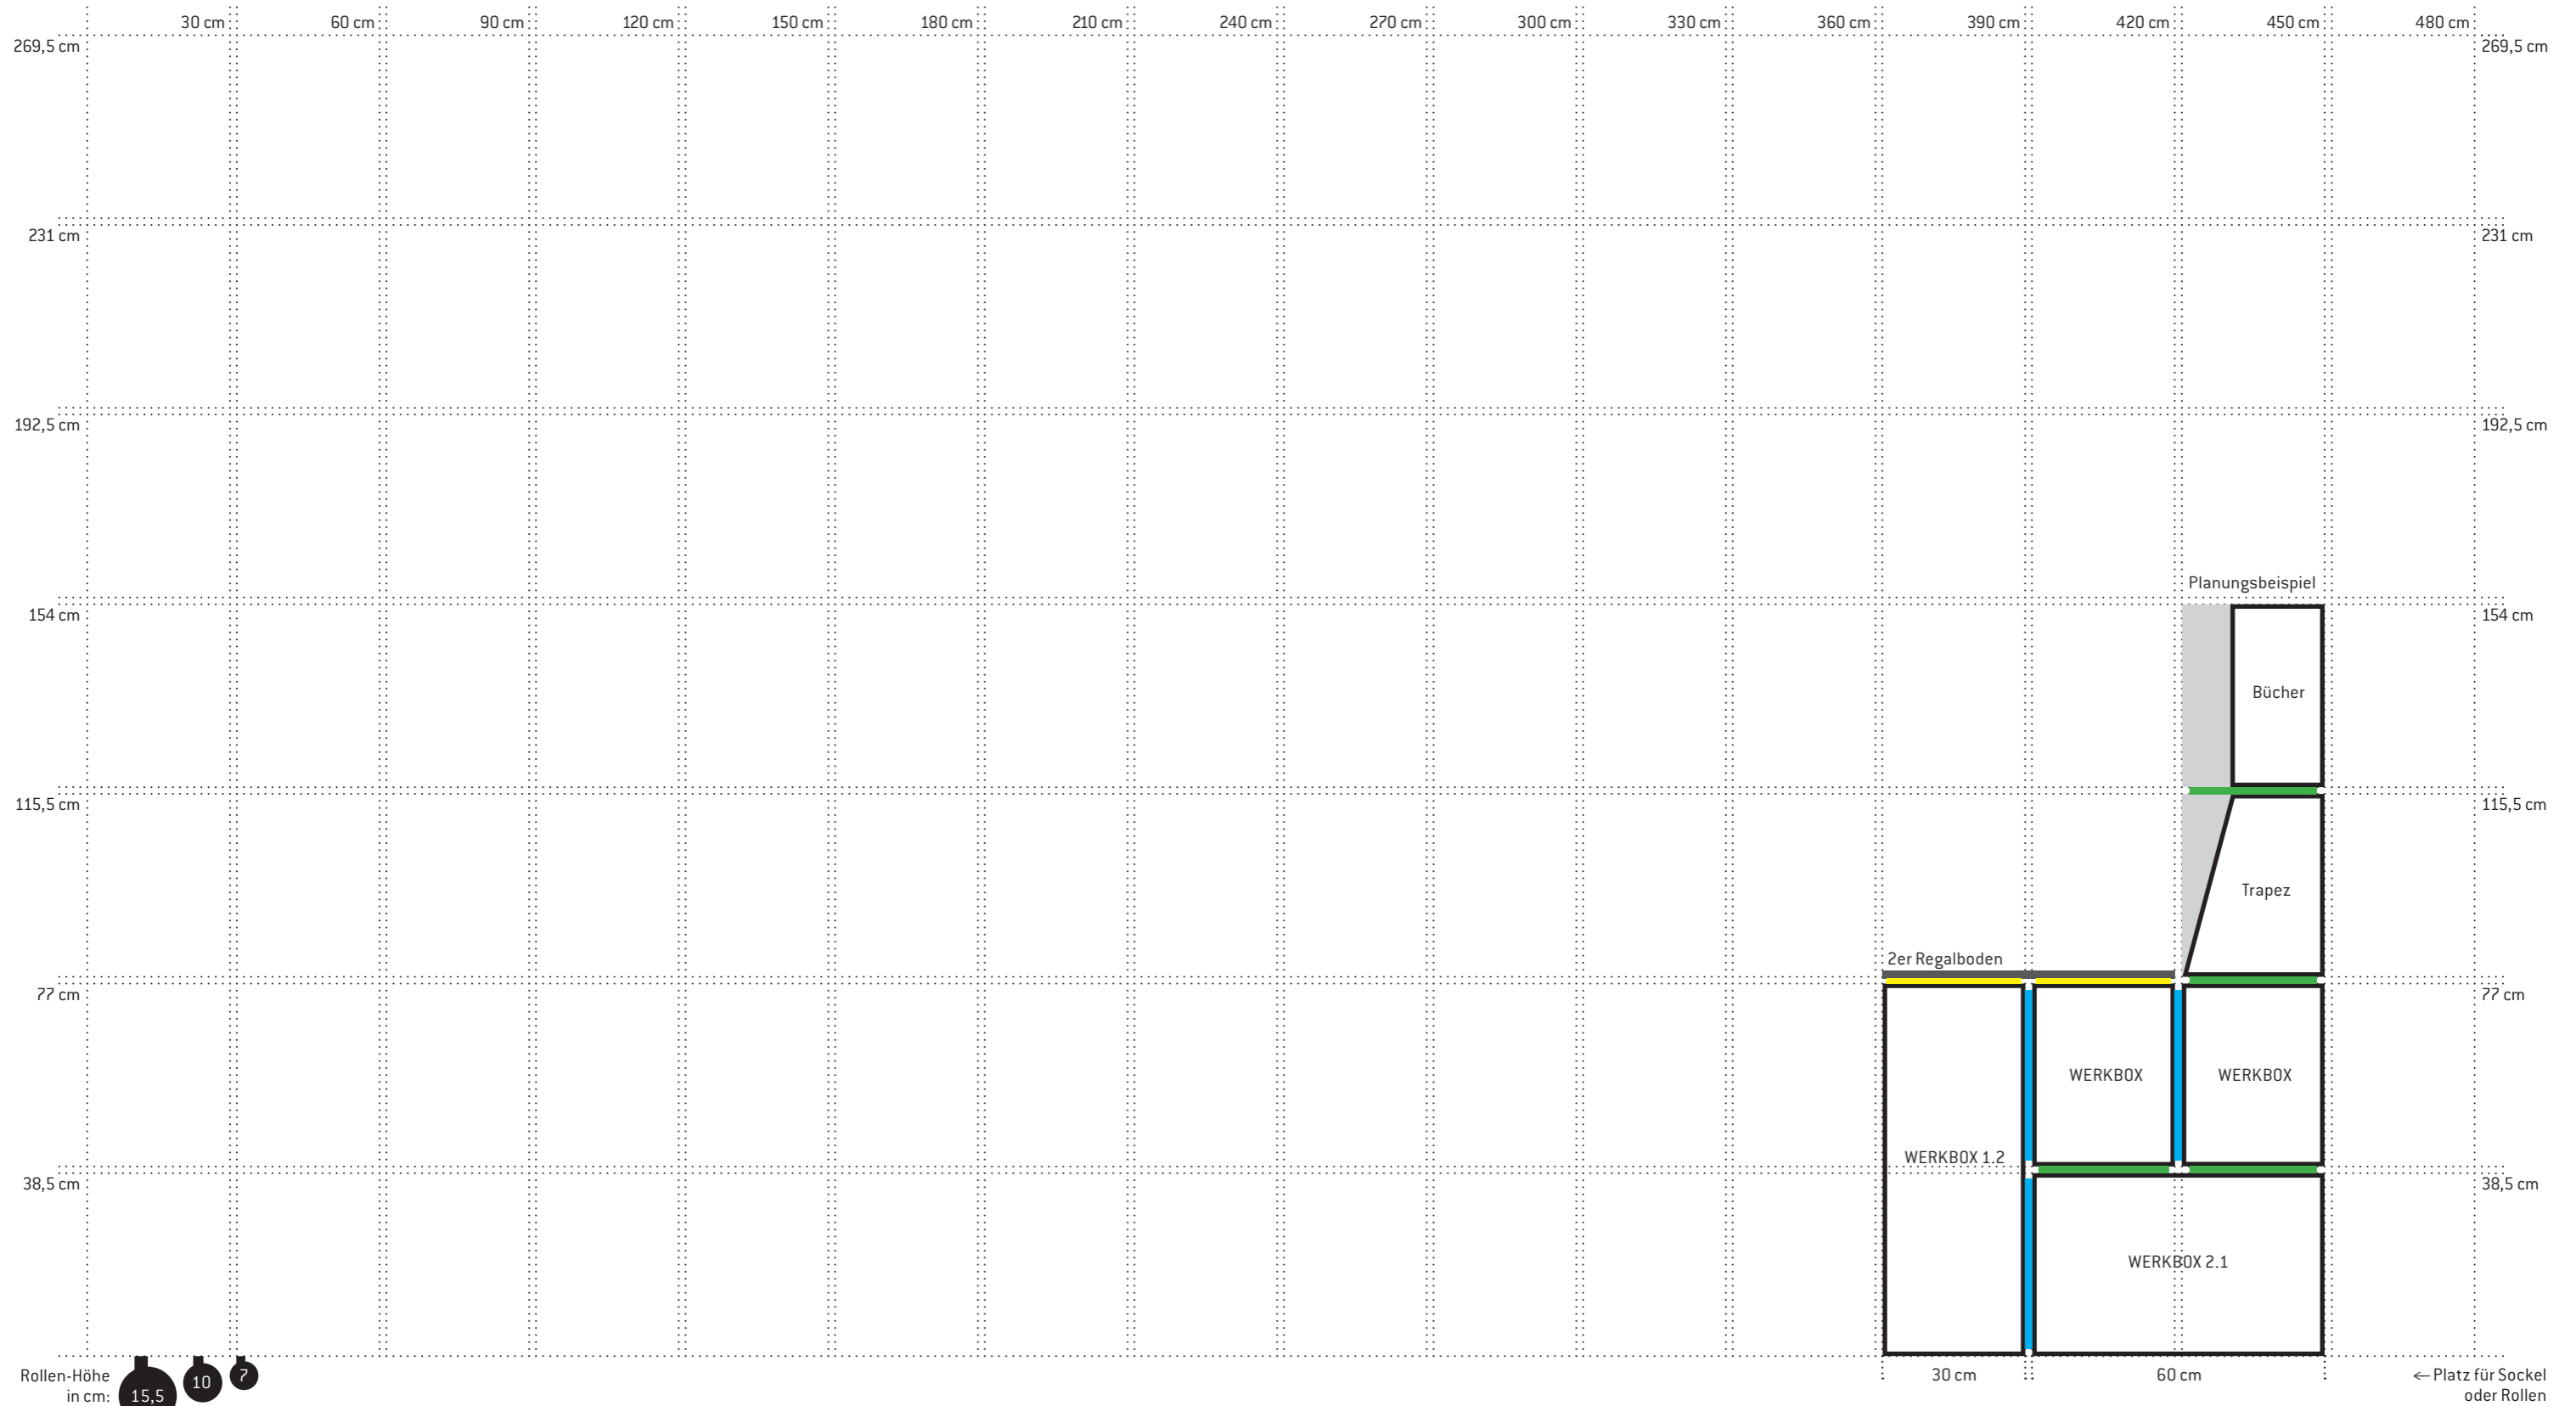 30 cm 60 cm 90 cm 120 cm 150 cm 180 cm 210 cm 240 cm 270 cm 300 cm 330 cm 360 cm 390 cm 420 cm 450 cm 480 cm
269,5 cm 269,5 cm
231 cm 231 cm
192,5 cm 192,5 cm
Planungsbeispiel
154 cm 154 cm
Bücher
115,5 cm 115,5 cm
Trapez
2er Regalboden
77 cm 77 cm
WERKBOX WERKBOX
WERKBOX 1.2
38,5 cm 38,5 cm
WERKBOX 2.1
Rollen-Höhe
in cm:
15,5 10 7
30 cm 60 cm
←Platz für Sockel
oder Rollen